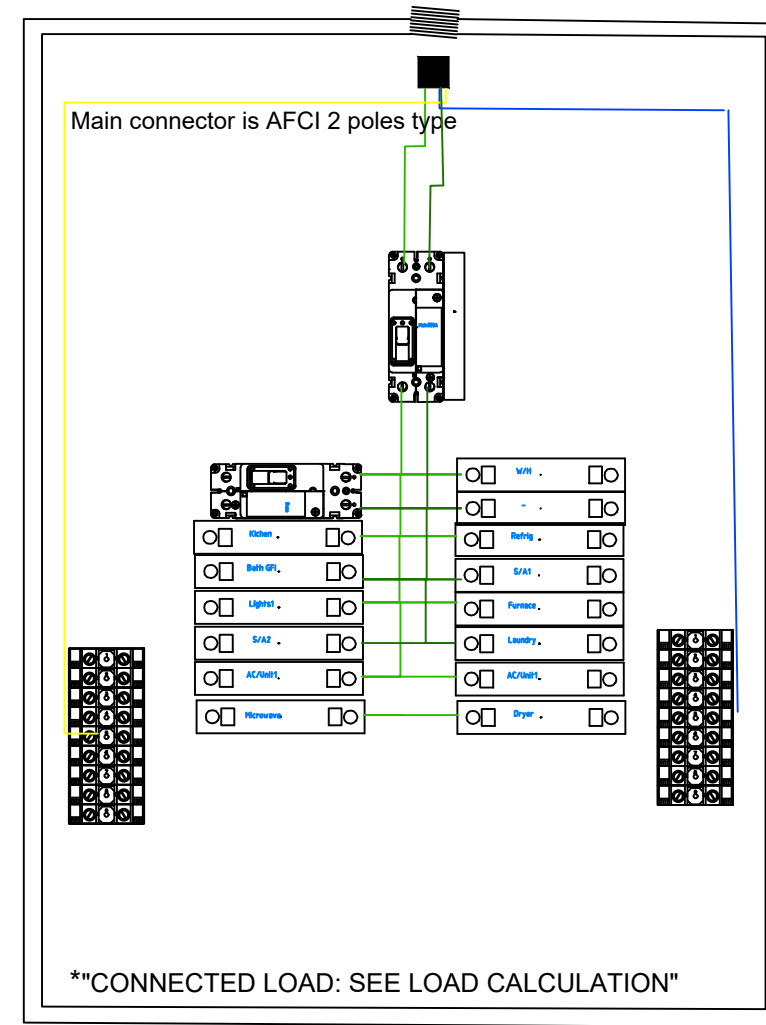 Main connector is AFCI 2 poles type
W/H .
- .
Kichen .
Refrig .
Bath GFI.
S/A1 .
Lights1.
Furnace.
S/A2 .
Laundry.
AC/Unit1.
AC/Unit1.
Microwave.
Dryer .
*"CONNECTED LOAD: SEE LOAD CALCULATION"